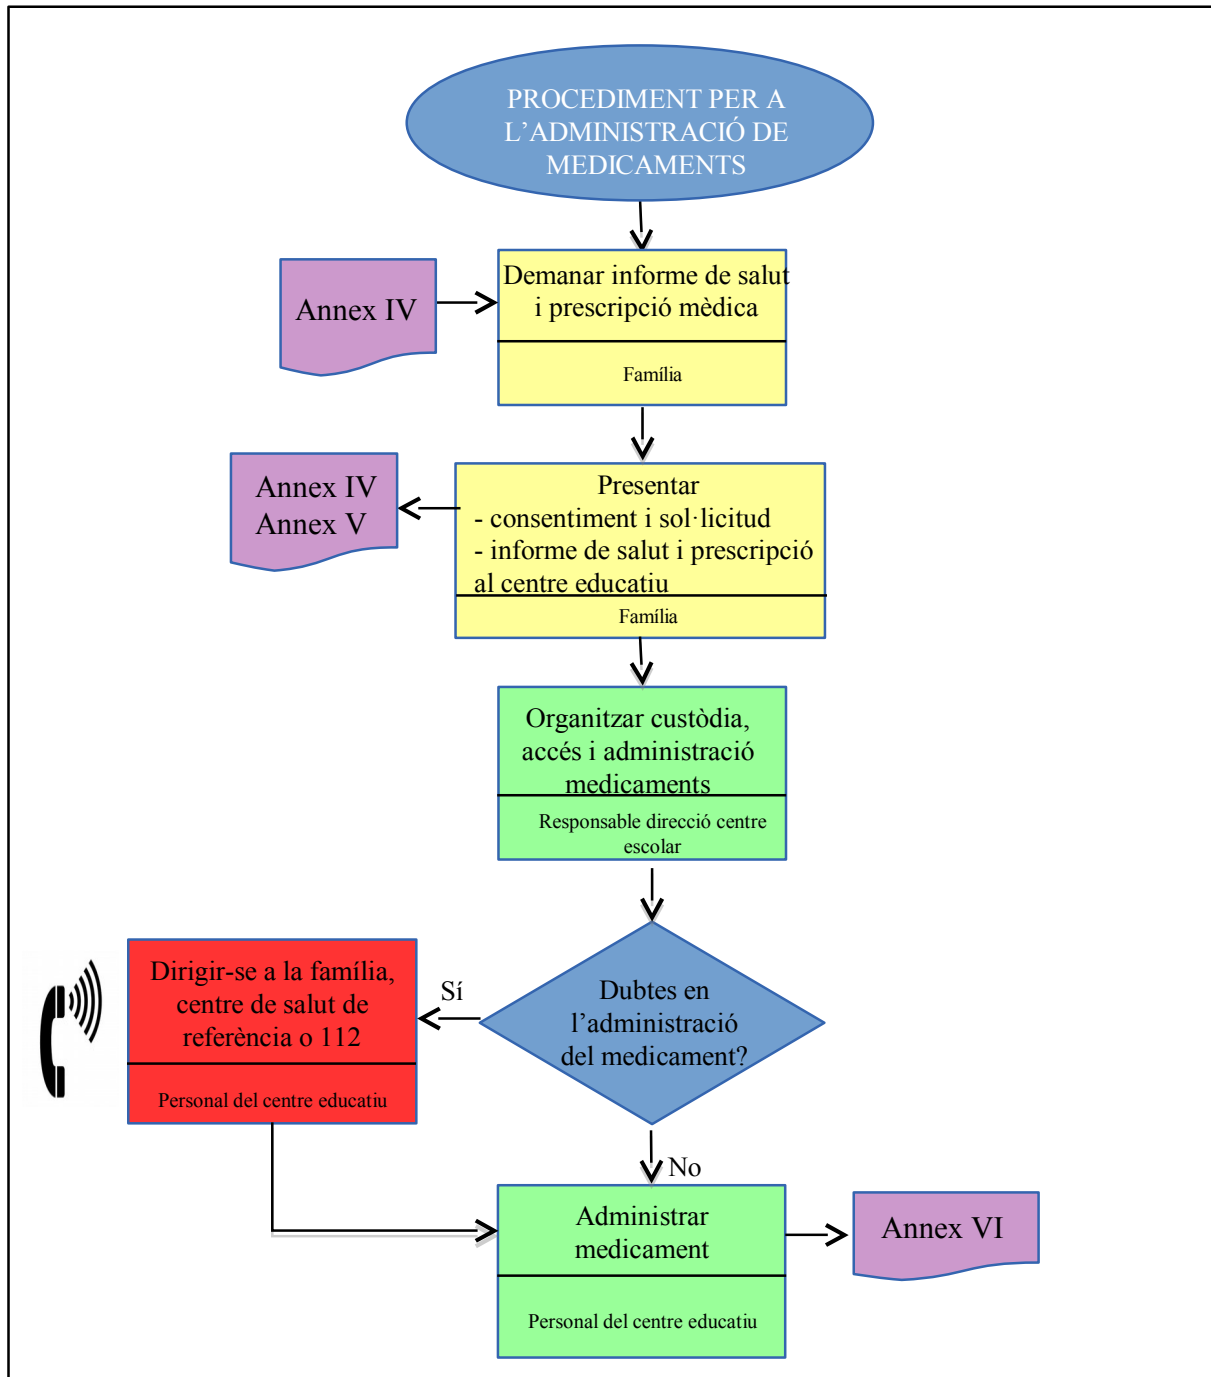 PROCEDIMENT PER A
L’ADMINISTRACIÓ DE
MEDICAMENTS
Annex IV
Demanar informe de salut
i prescripció mèdica
Família
Annex IV
Annex V
Presentar
- consentiment i sol·licitud
- informe de salut i prescripció
al centre educatiu
Família
Organitzar custòdia,
accés i administració
medicaments
Responsable direcció centre
escolar
Dirigir-se a la família,
centre de salut de
referència o 112
Personal del centre educatiu
Sí
Dubtes en
l’administració
del medicament?
No
Administrar
medicament
Personal del centre educatiu
Annex VI